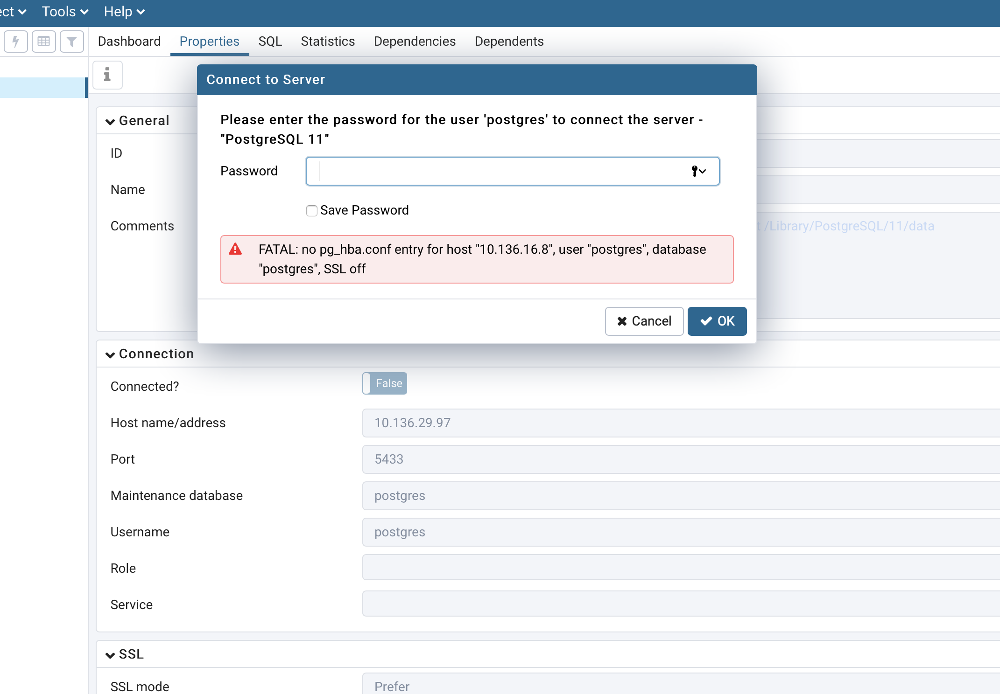 ect Tools Help
Dashboard Properties SQL Statistics Dependencies Dependents
Connect to Server
Please enter the password for the user 'postgres' to connect the server -
"PostgreSQL 11"
Password
Save Password
FATAL: no pg_hba.conf entry for host "10.136.16.8", user "postgres", database
"postgres", SSL off
Cancel OK
General
ID
Name
Comments t /Library/PostgreSQL/11/data
Connection
Connected? False
Host name/address 10.136.29.97
Port 5433
Maintenance database postgres
Username postgres
Role
Service
SSL
SSL mode Prefer